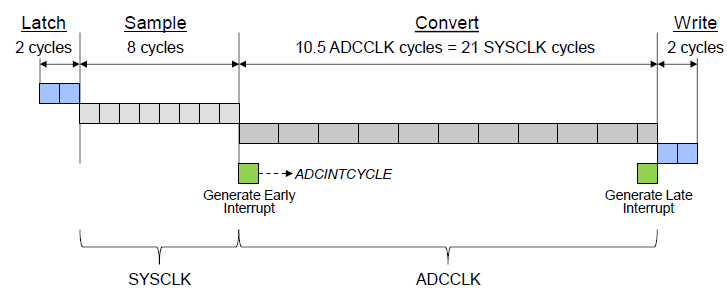 Latch
2 cycles
Sample
8 cycles
Convert
10.5 ADCCLK cycles = 21 SYSCLK cycles
Write
2 cycles
ADCINTCYCLE
Generate Early
Interrupt
Generate Late
Interrupt
SYSCLK
ADCCLK